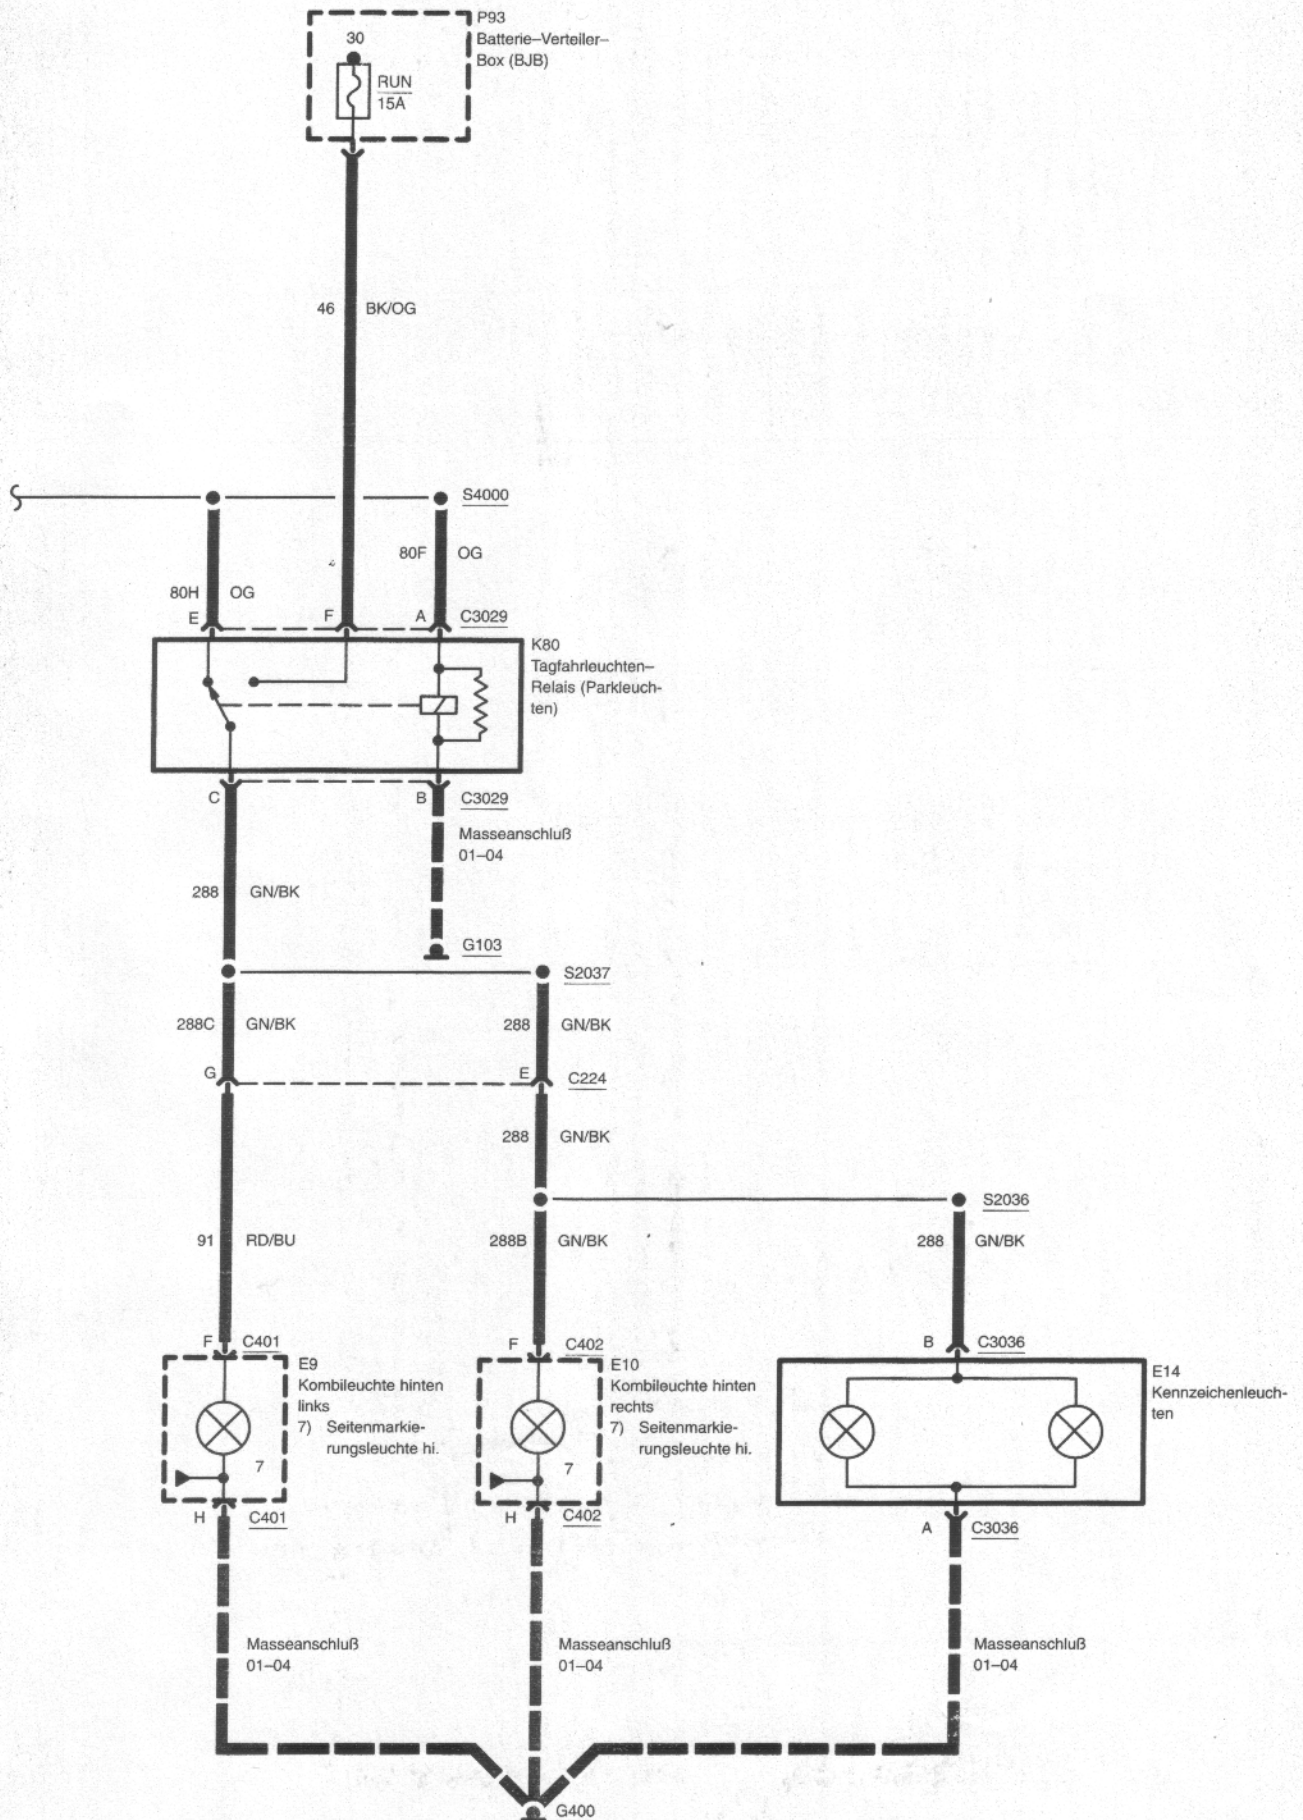 P93
Batterie–Verteiler–
Box (BJB)
30
RUN
15A
46 BK/OG
S4000
80F OG
80H OG
E F A C3029
K80
Tagfahrleuchten–
Relais (Parkleuch-
ten)
C B C3029
Masseanschluß
01–04
288 GN/BK
G103
S2037
288C GN/BK 288 GN/BK
G E C224
288 GN/BK
S2036
91 RD/BU 288B GN/BK 288 GN/BK
F C401 F C402 B C3036
E9
Kombileuchte hinten
links
7) Seitenmarkie-
rungsleuchte hi.
7
E10
Kombileuchte hinten
rechts
7) Seitenmarkie-
rungsleuchte hi.
7
E14
Kennzeichenleuch-
ten
H C401 H C402 A C3036
Masseanschluß
01–04
Masseanschluß
01–04
Masseanschluß
01–04
G400